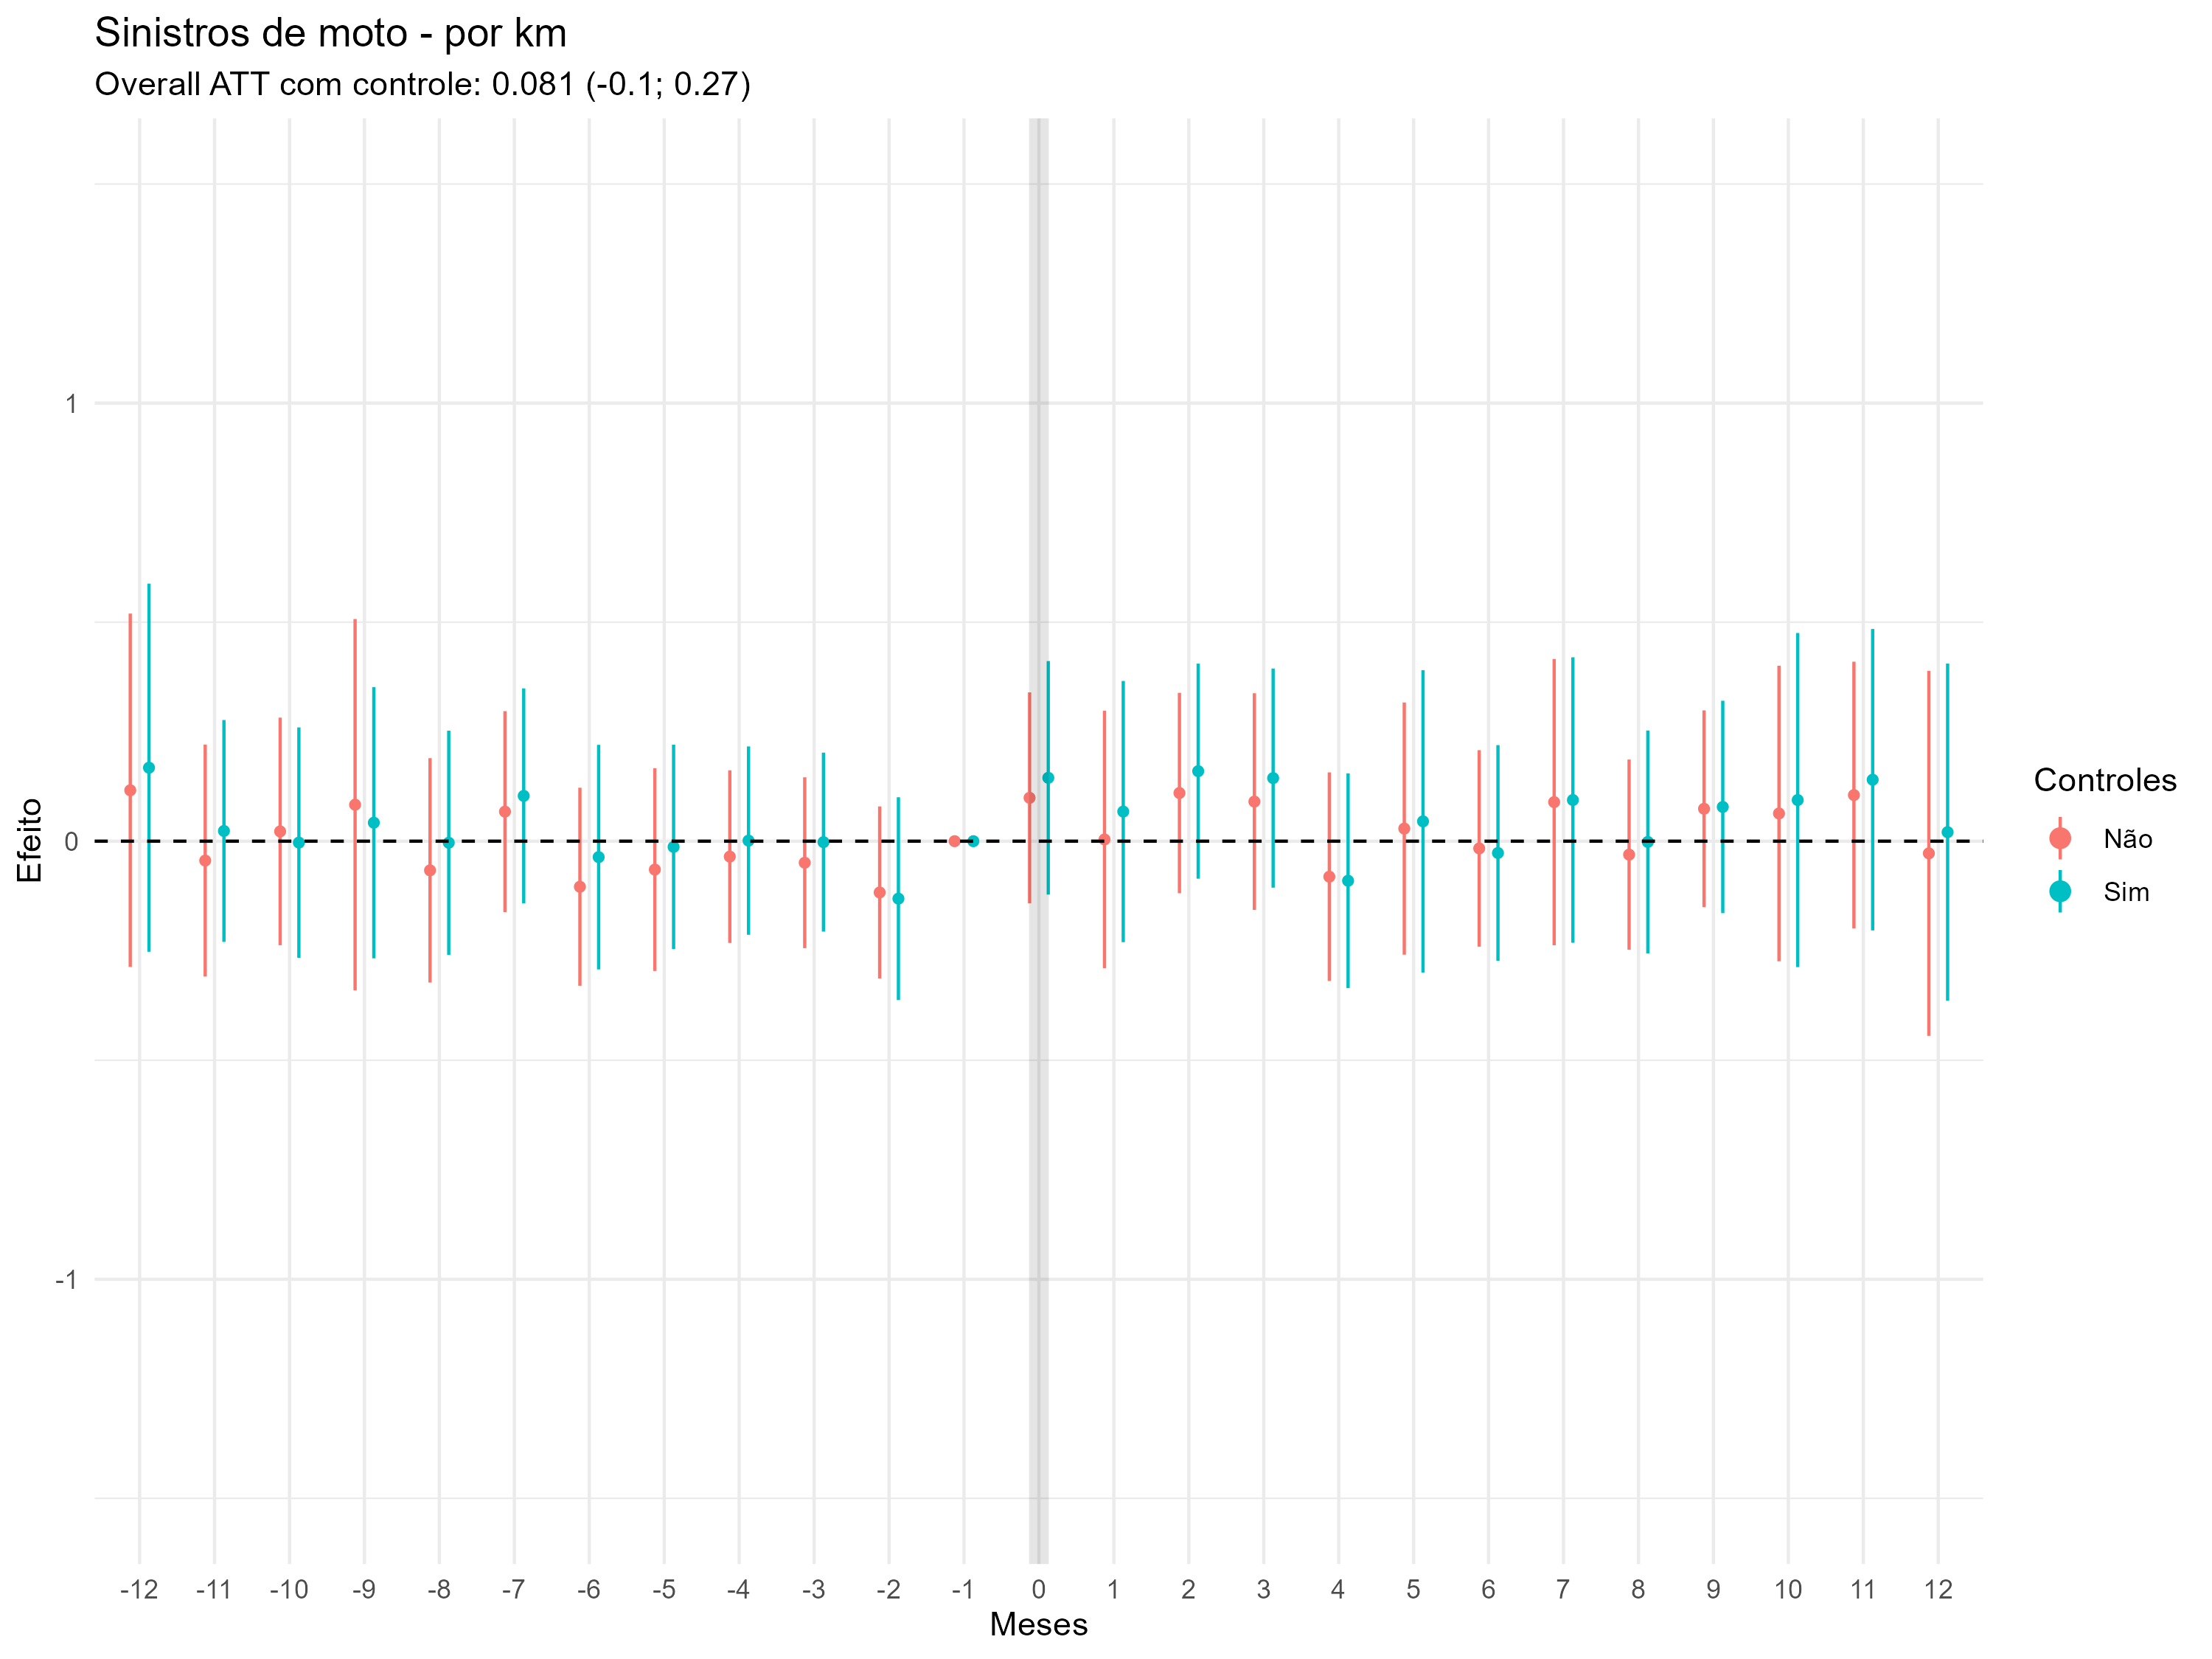 Sinistros de moto - por km
Overall ATT com controle: 0.081 (-0.1; 0.27)
Efeito
1
0
-1
-12 -11 -10 -9 -8 -7 -6 -5 -4 -3 -2 -1 0 1 2 3 4 5 6 7 8 9 10 11 12
Meses
Controles
Não
Sim